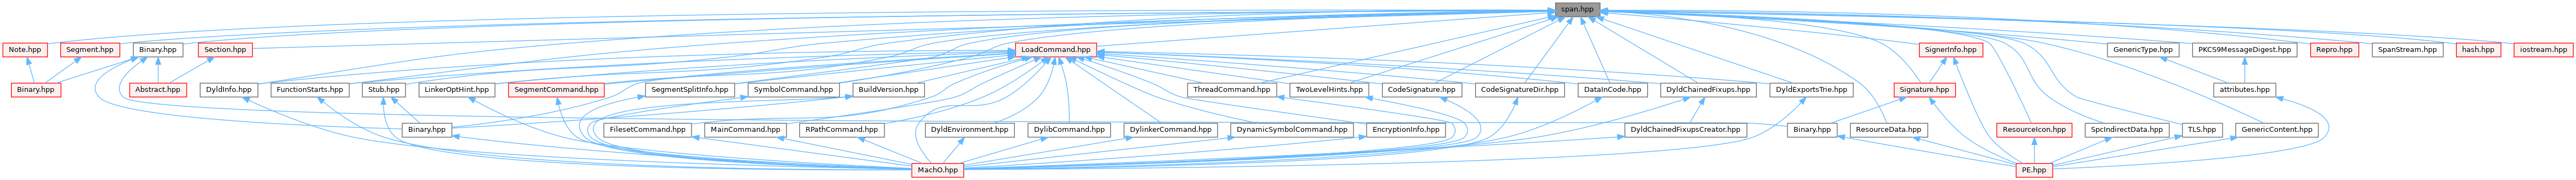 span.hpp
Note.hpp
Segment.hpp
Binary.hpp
Section.hpp
LoadCommand.hpp
SignerInfo.hpp
GenericType.hpp
PKCS9MessageDigest.hpp
Repro.hpp
SpanStream.hpp
hash.hpp
iostream.hpp
Binary.hpp
Abstract.hpp
DyldInfo.hpp
FunctionStarts.hpp
Stub.hpp
LinkerOptHint.hpp
SegmentCommand.hpp
SegmentSplitInfo.hpp
SymbolCommand.hpp
BuildVersion.hpp
ThreadCommand.hpp
TwoLevelHints.hpp
CodeSignature.hpp
CodeSignatureDir.hpp
DataInCode.hpp
DyldChainedFixups.hpp
DyldExportsTrie.hpp
Signature.hpp
attributes.hpp
Binary.hpp
FilesetCommand.hpp
MainCommand.hpp
RPathCommand.hpp
DyldEnvironment.hpp
DylibCommand.hpp
DylinkerCommand.hpp
DynamicSymbolCommand.hpp
EncryptionInfo.hpp
DyldChainedFixupsCreator.hpp
Binary.hpp
ResourceData.hpp
ResourceIcon.hpp
SpcIndirectData.hpp
TLS.hpp
GenericContent.hpp
MachO.hpp
PE.hpp